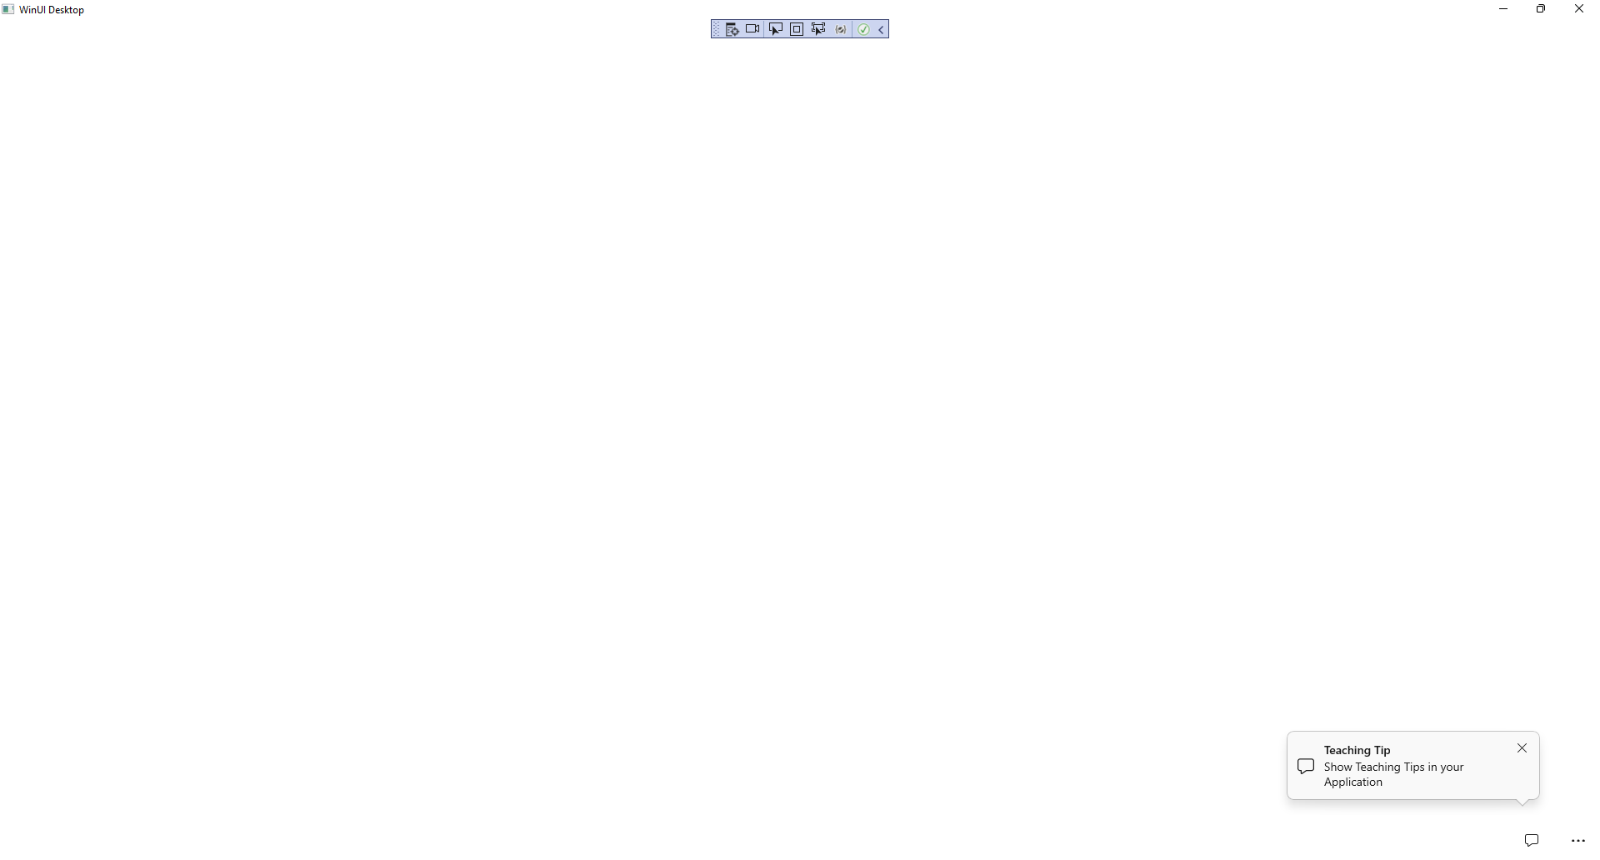 WinUI Desktop
Teaching Tip
Show Teaching Tips in your
Application